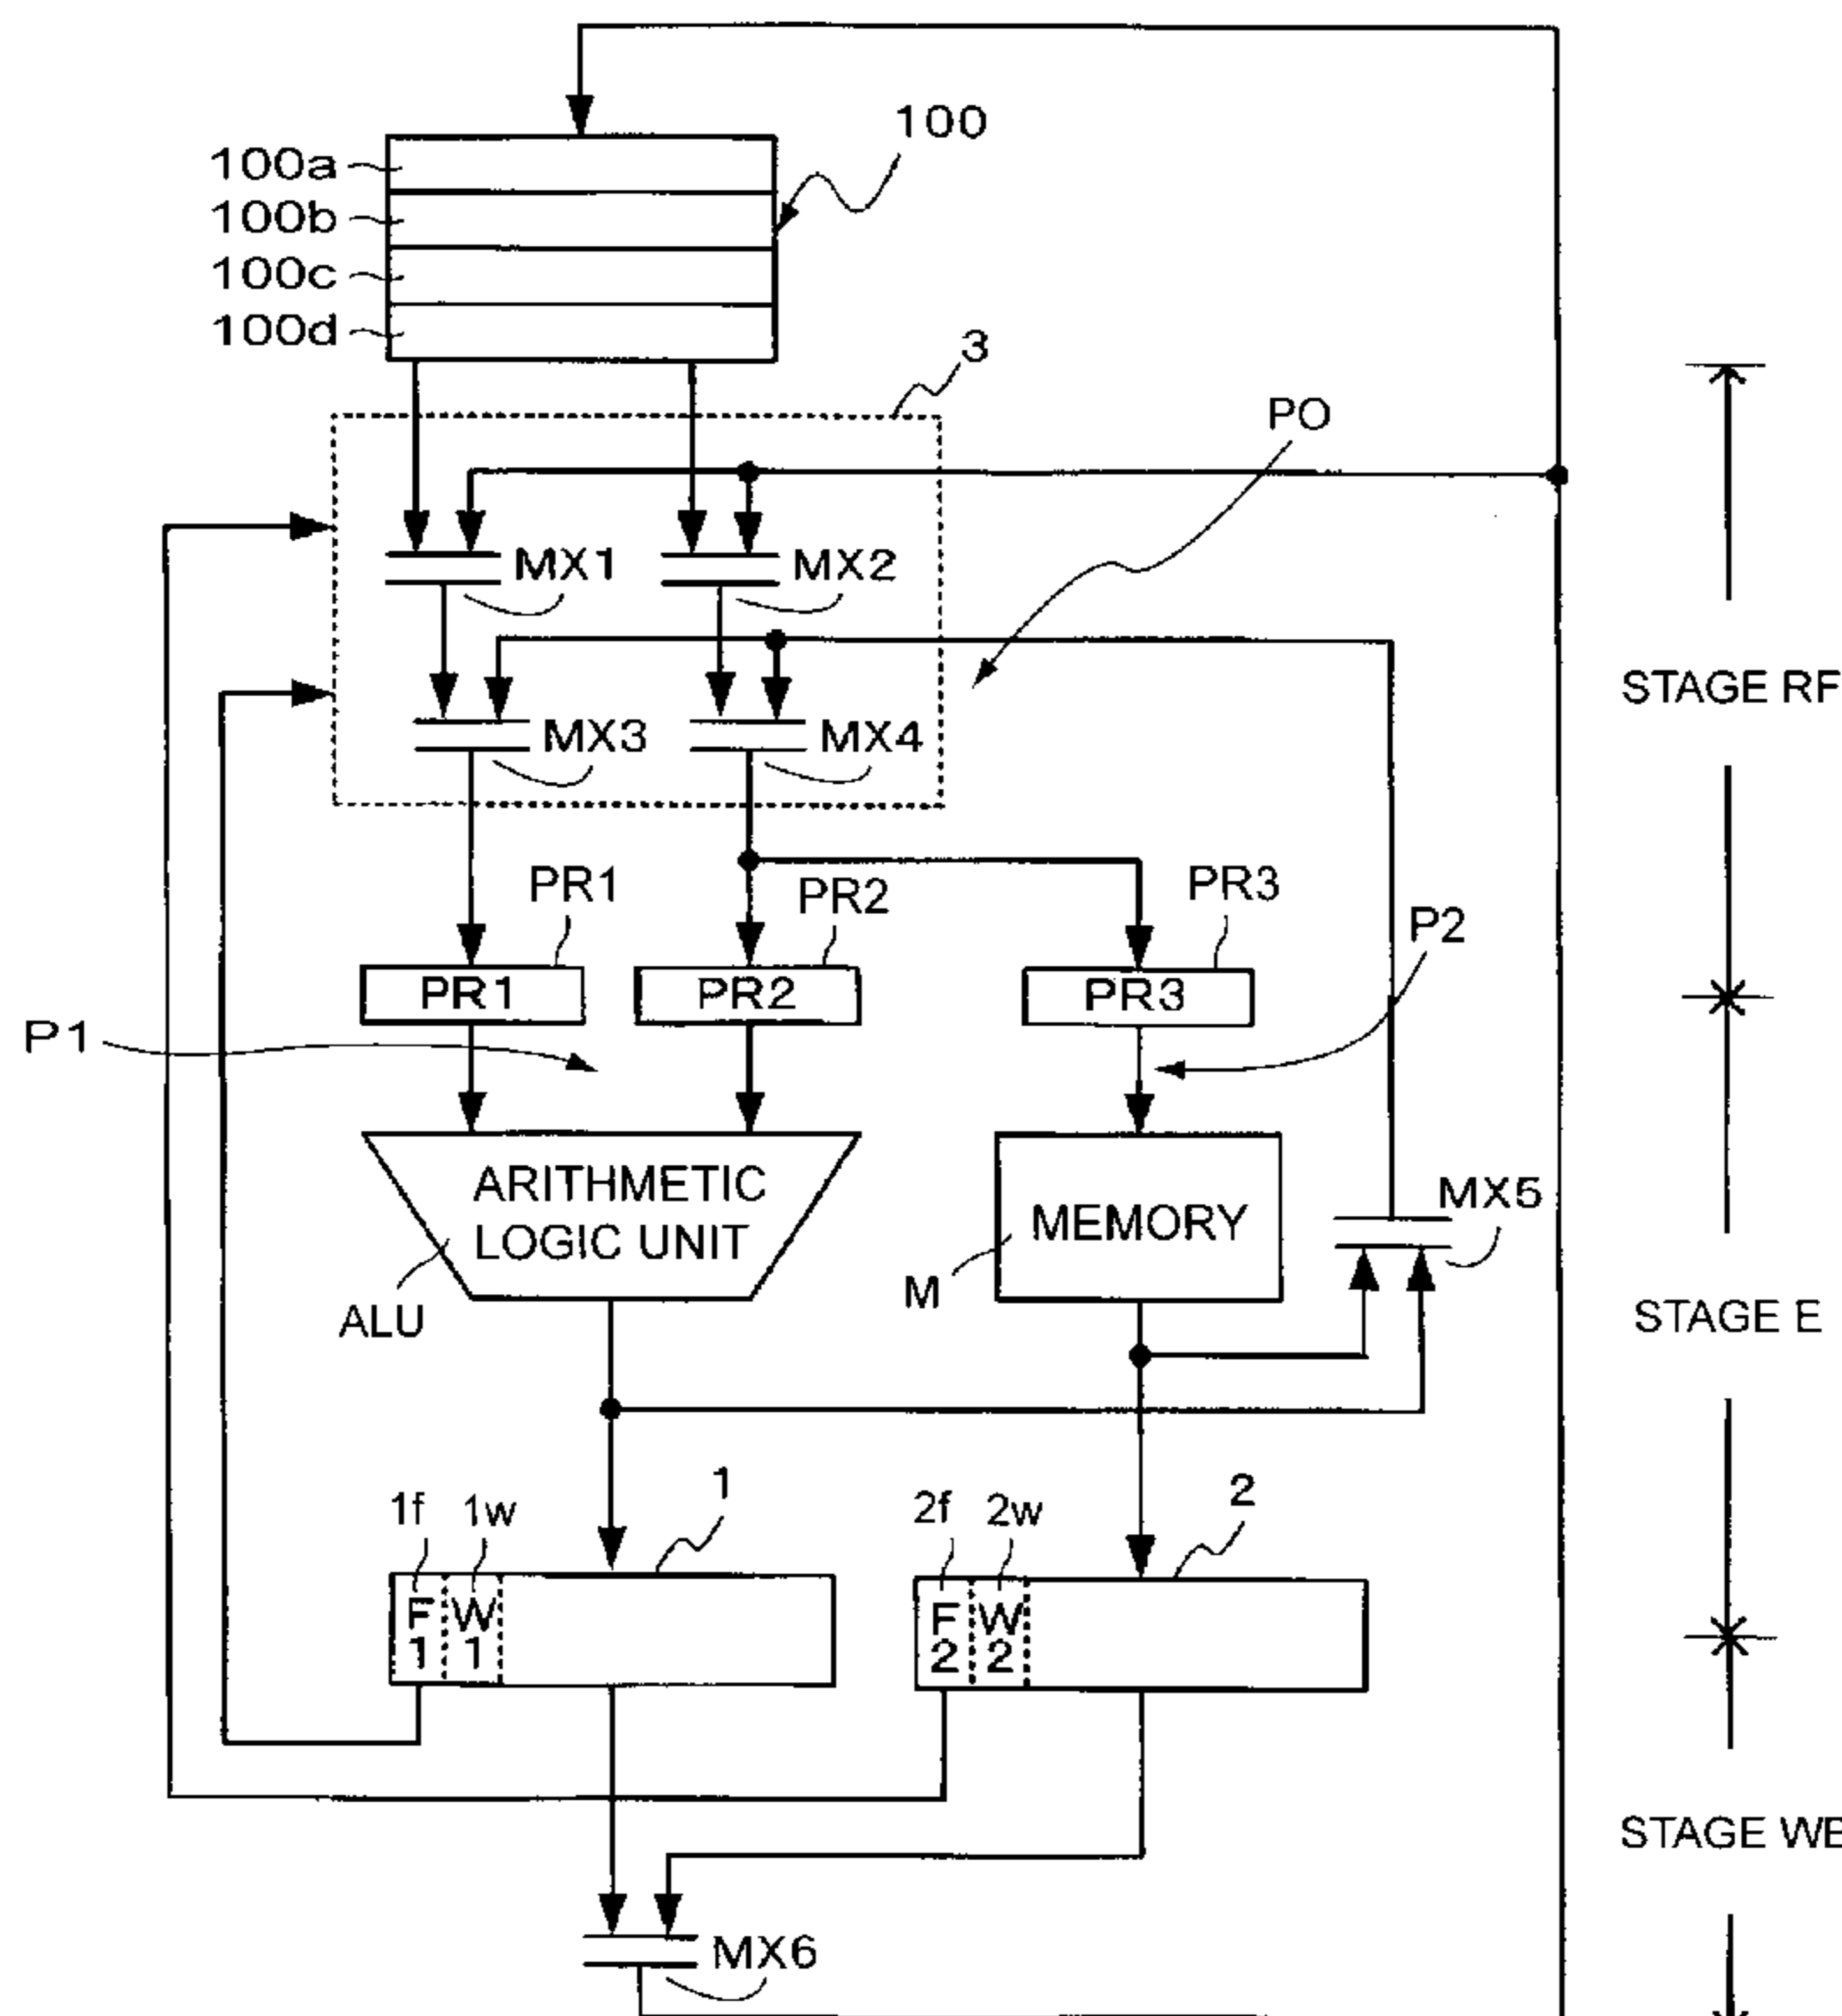 100
100a
100b
100c
100d
3
PO
MX1
MX2
STAGE RF
MX3
MX4
PR1
PR2
PR3
P2
PR1
PR2
PR3
P1
ARITHMETIC
LOGIC UNIT
MEMORY
MX5
ALU
M
STAGE E
1f
1w
1
2f
2w
2
F
1
W
1
F
2
W
2
STAGE WB
MX6